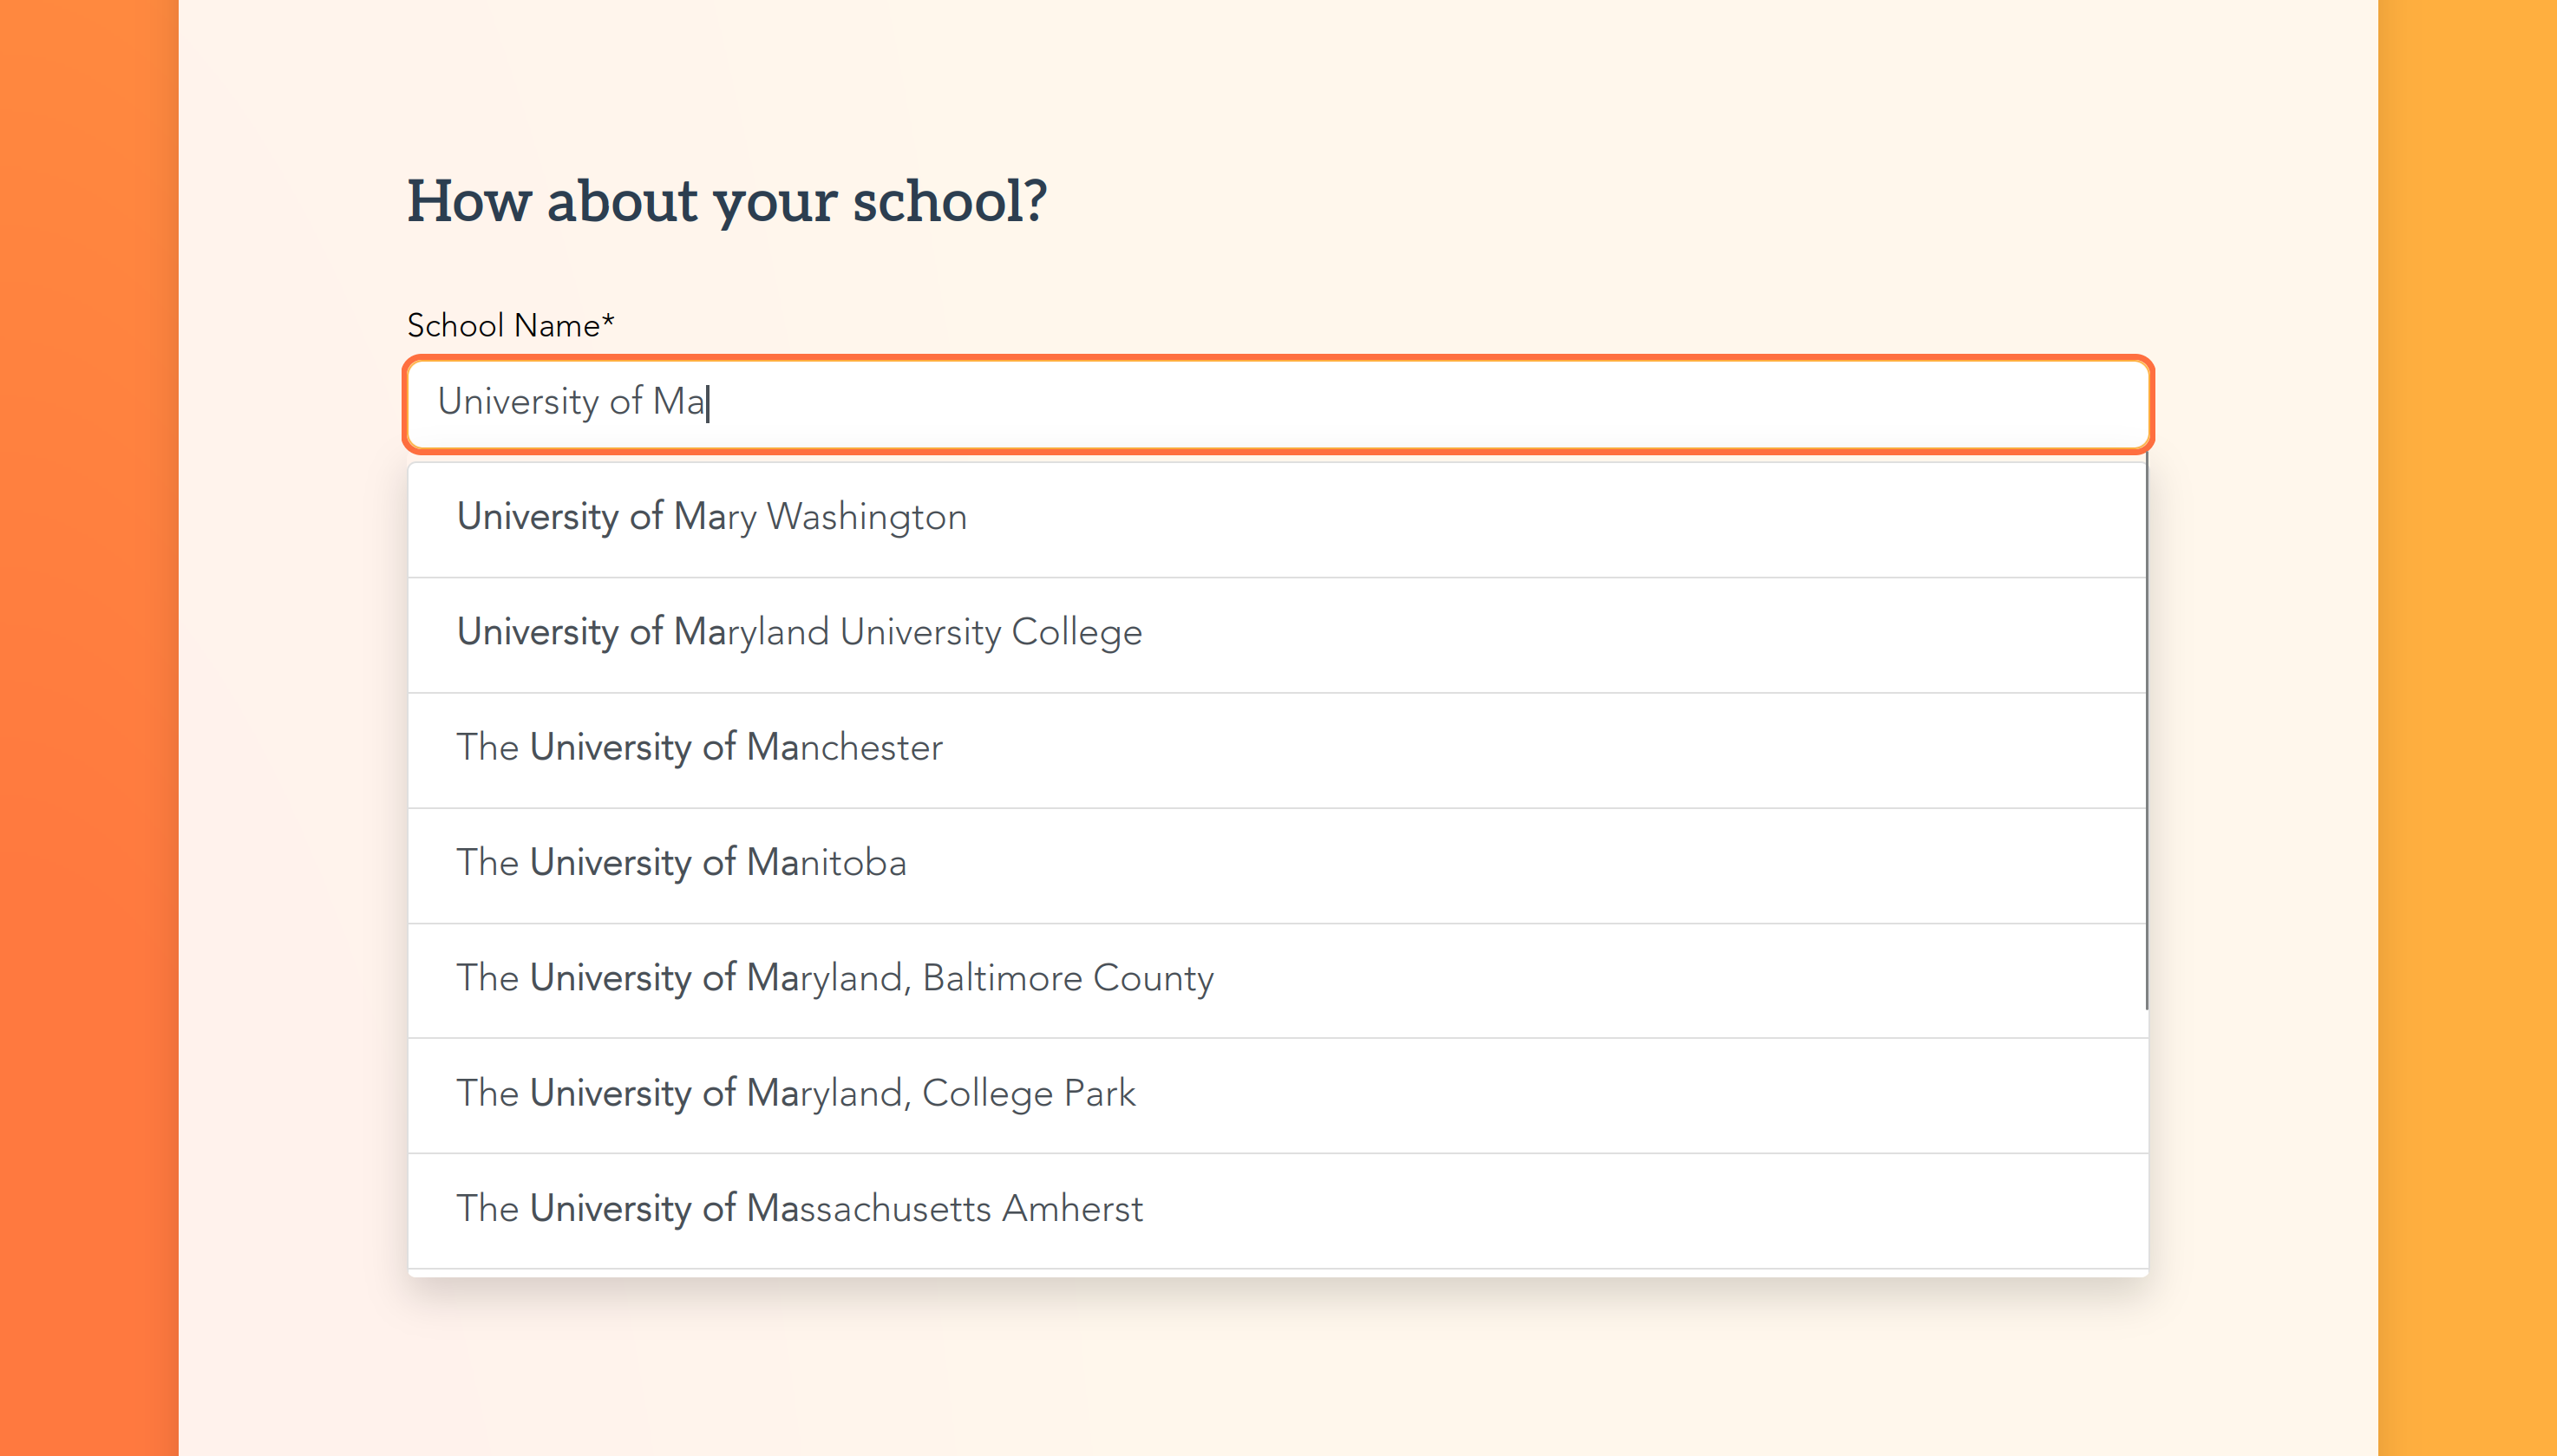 How about your school?
School Name*
University of Ma
University of Mary Washington
University of Maryland University College
The University of Manchester
The University of Manitoba
The University of Maryland, Baltimore County
The University of Maryland, College Park
The University of Massachusetts Amherst